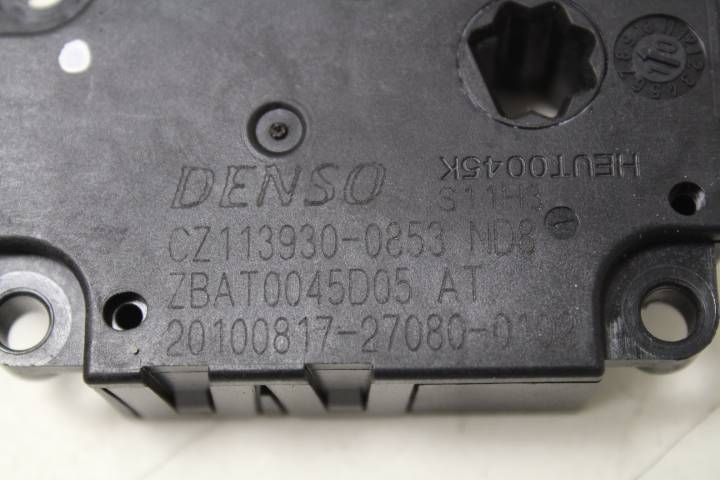 HEUT0045K
DENSO S11H3
CZ113930-0853 ND8
ZBAT0045D05 AT